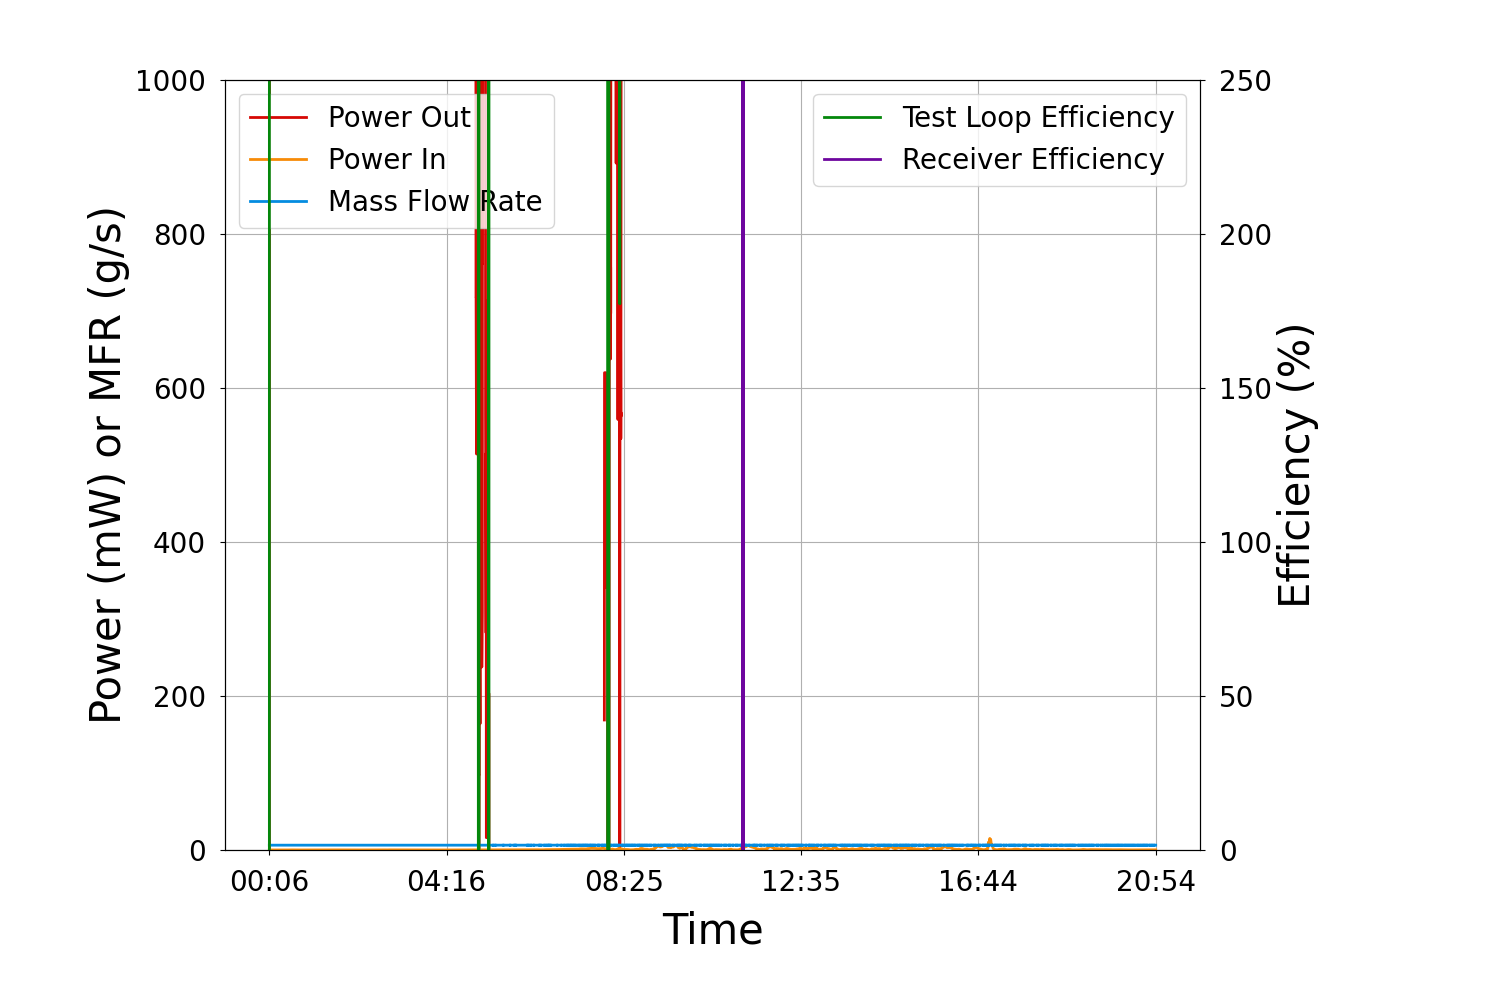 1000
800
600
400
200
0
Power (mW) or MFR (g/s)
Power Out
Power In
Mass Flow Rate
Test Loop Efficiency
Receiver Efficiency
250
200
150
100
50
0
Efficiency (%)
00:06 04:16 08:25 12:35 16:44 20:54
Time